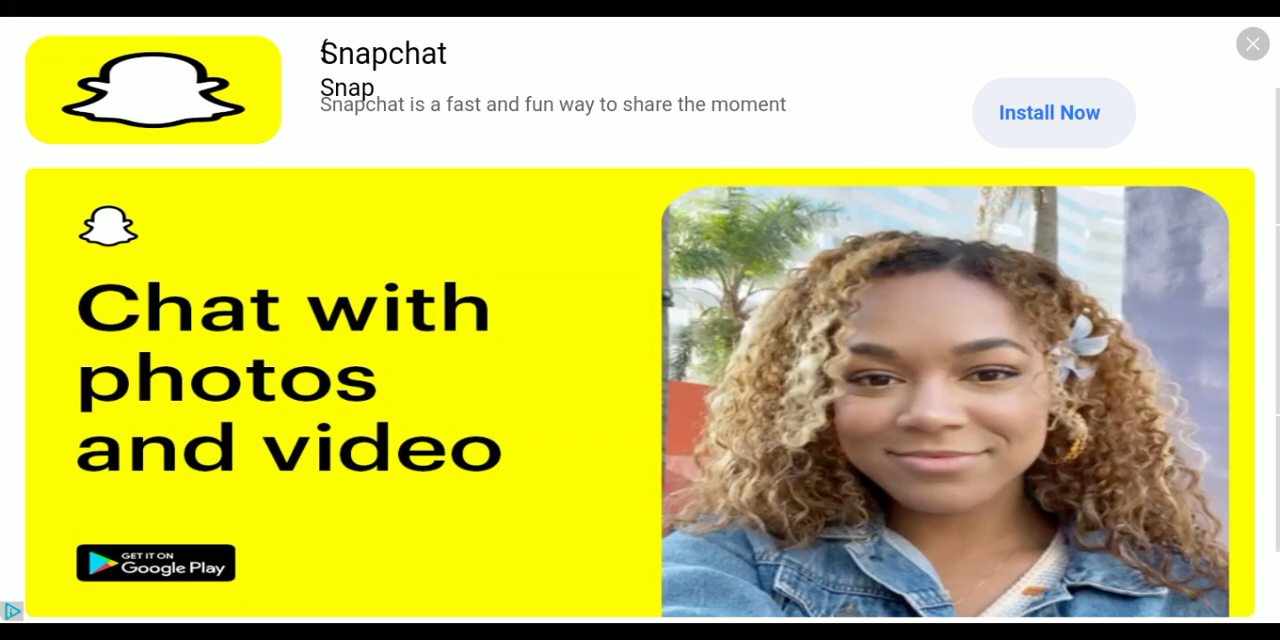 Snapchat
Snap
Snapchat is a fast and fun way to share the moment
Install Now
Chat with
photos
and video
GET IT ON
Google Play